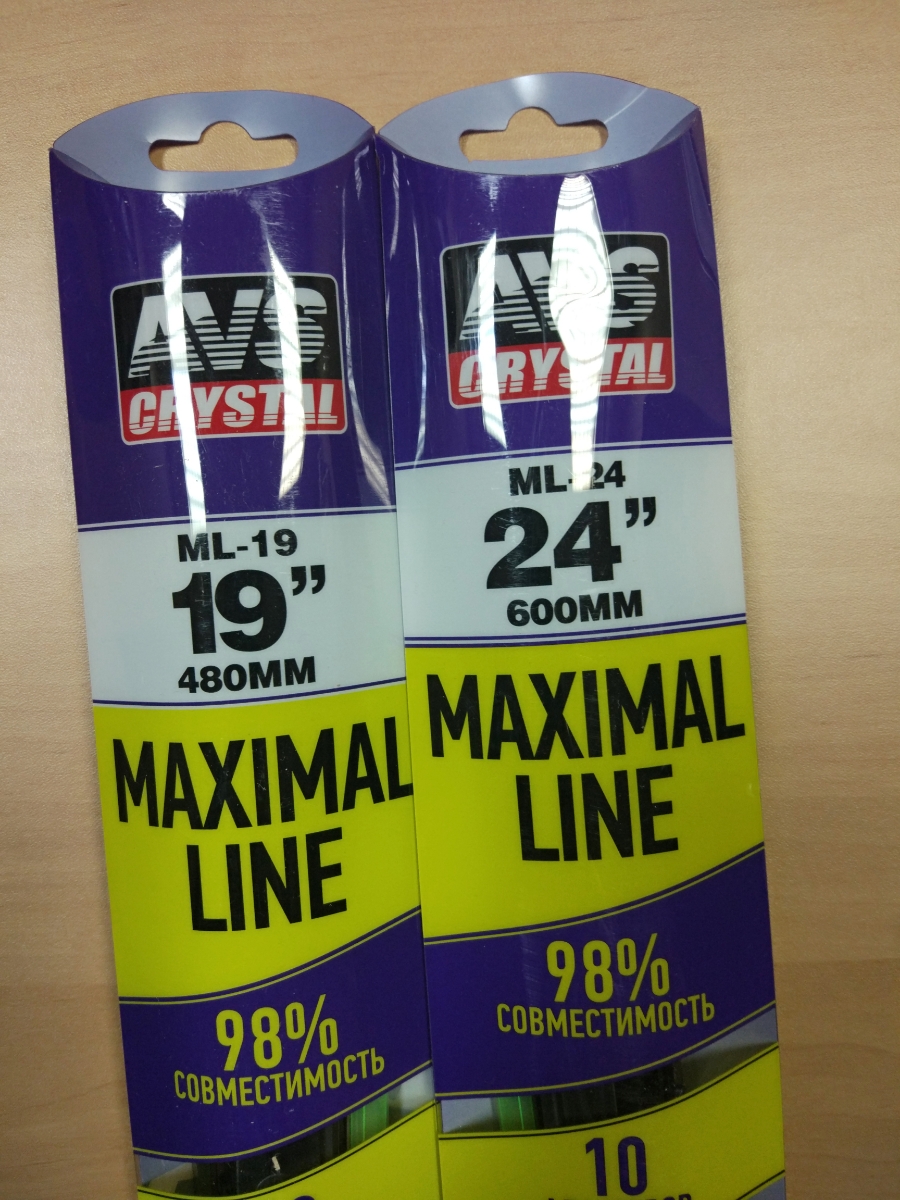 AVS
CRYSTAL
ML-19
19”
480MM
MAXIMAL
LINE
98%
СОВМЕСТИМОСТЬ
AVS
CRYSTAL
ML-24
24”
600MM
MAXIMAL
LINE
98%
СОВМЕСТИМОСТЬ
10